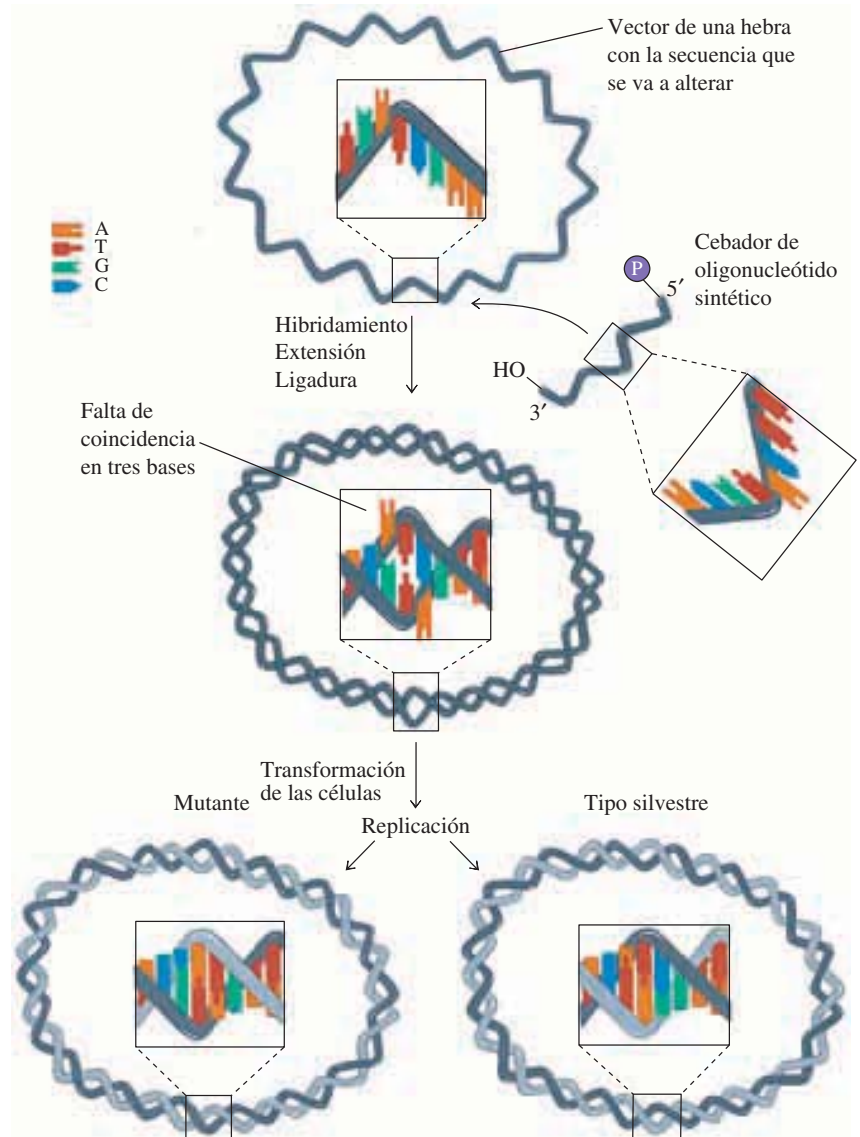 Vector de una hebra
con la secuencia que
se va a alterar
A
T
G
C
Cebador de
oligonucleótido
sintético
P
5′
HO
3′
Hibridamiento
Extensión
Ligadura
Falta de
coincidencia
en tres bases
Transformación
de las células
Mutante
Replicación
Tipo silvestre